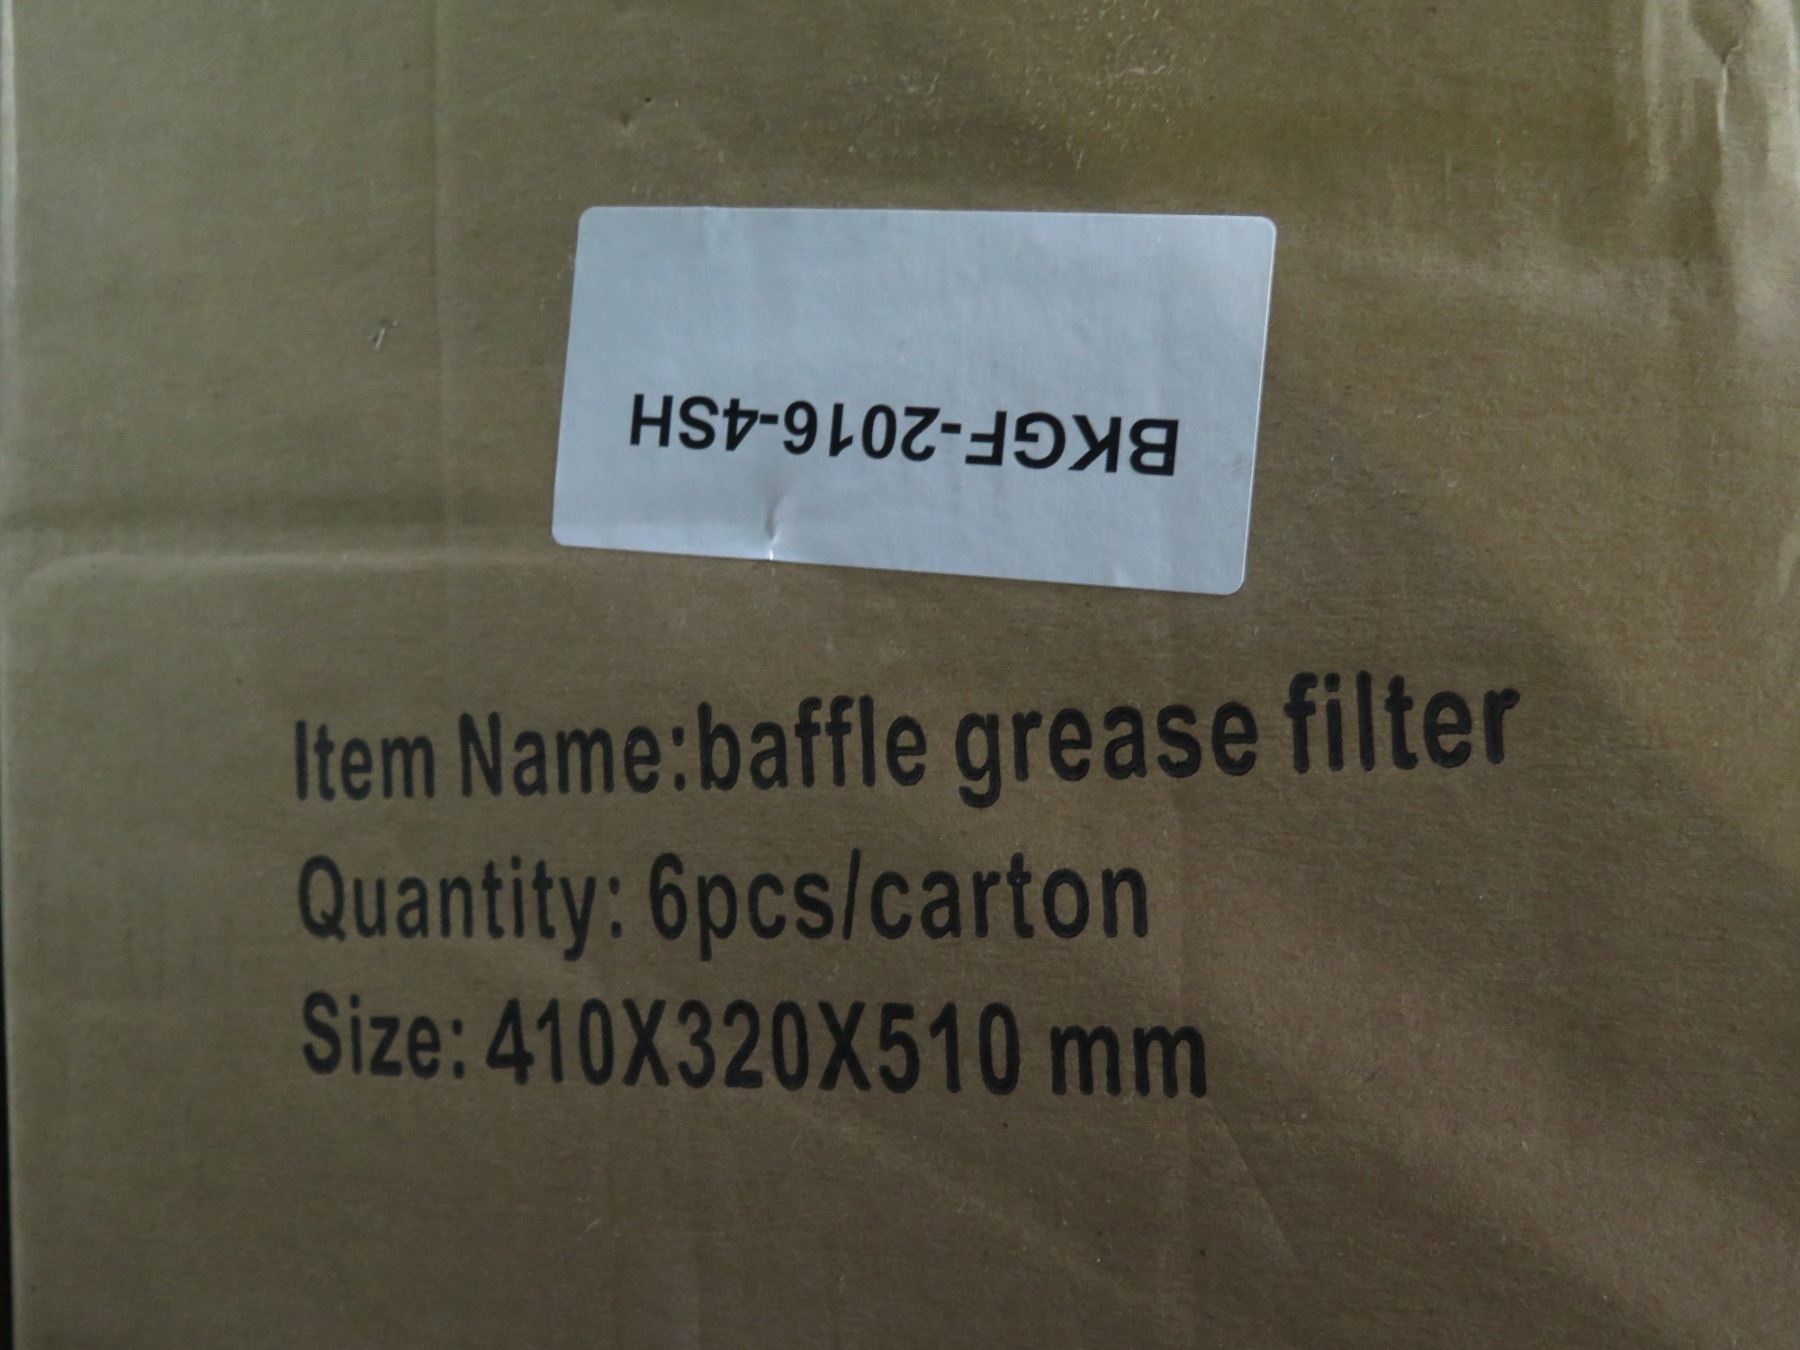 BKGF-2016-4SH
Item Name:baffle grease filter
Quantity: 6pcs/carton
Size: 410X320X510 mm